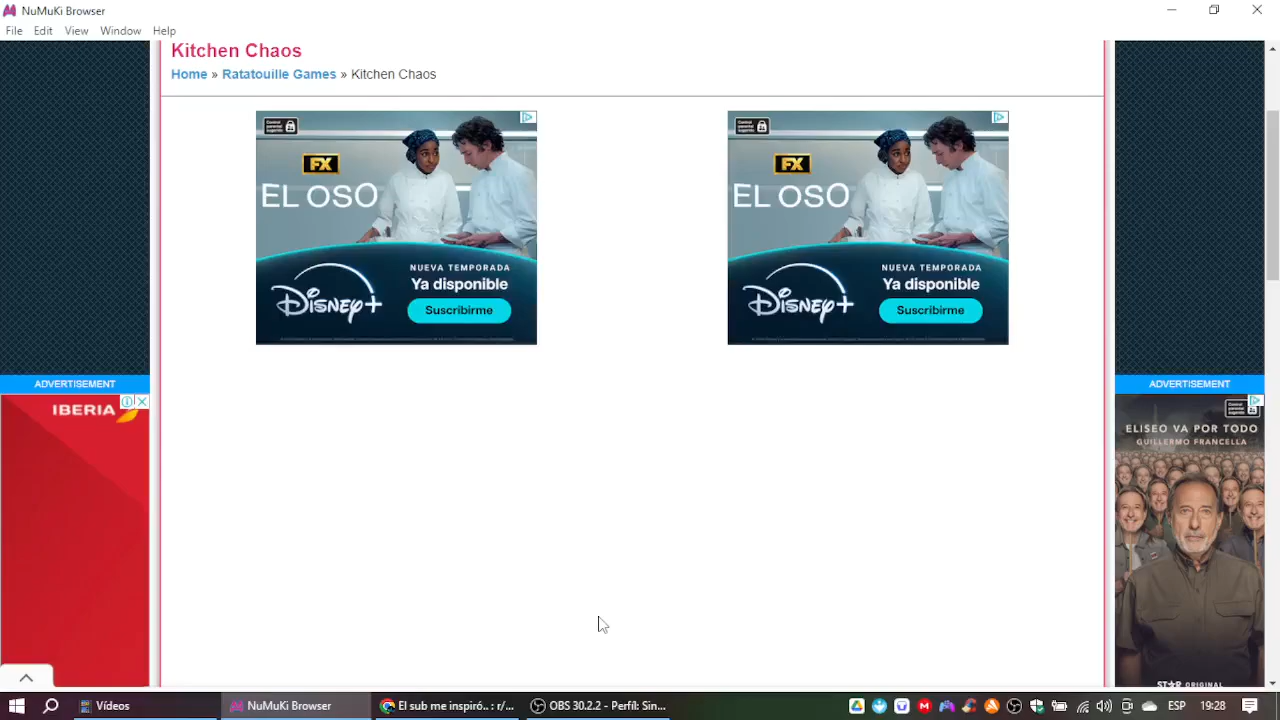 NuMuKi Browser
File Edit View Window Help
Kitchen Chaos
Home » Ratatouille Games » Kitchen Chaos
FX
EL OSO
Disney+
NUEVA TEMPORADA
Ya disponible
Suscribirme
FX
EL OSO
Disney+
NUEVA TEMPORADA
Ya disponible
Suscribirme
ADVERTISEMENT
IBERIA
ADVERTISEMENT
ELISEO VA POR TODO
GUILLERMO FRANCELLA
STAR ORIGINAL
Vídeos
NuMuKi Browser
El sub me inspiró.. : r/...
OBS 30.2.2 - Perfil: Sin...
ESP
19:28